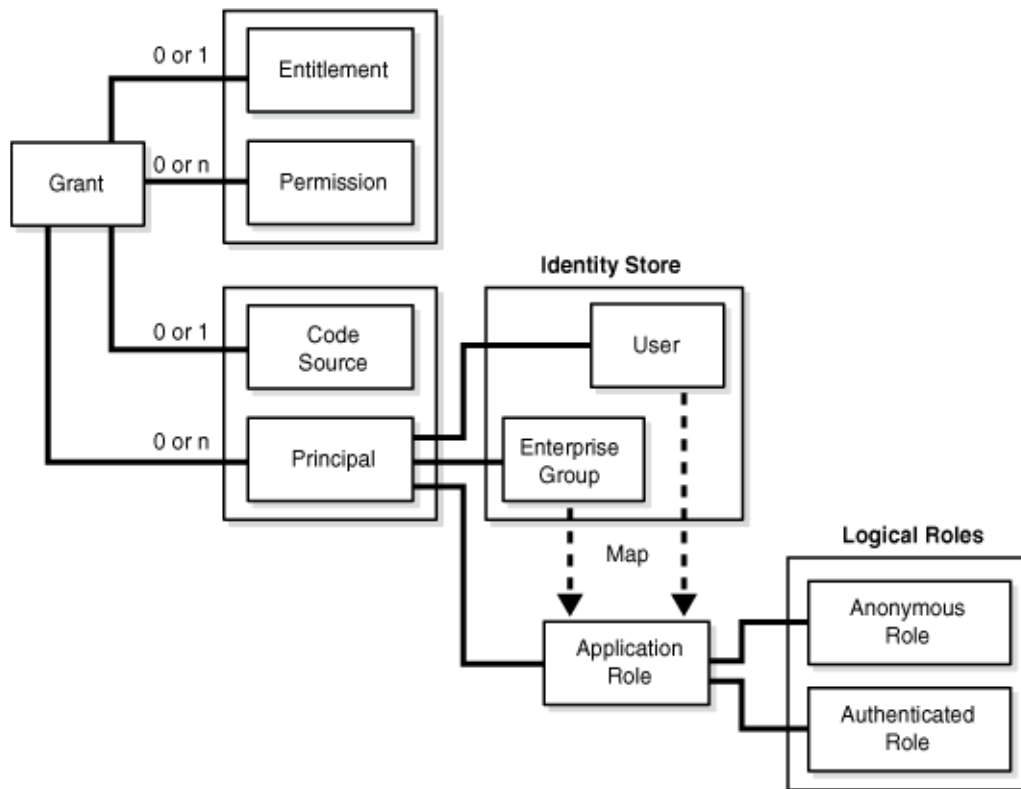 0 or 1
Entitlement
0 or n
Grant
Permission
Identity Store
0 or 1
Code
Source
User
0 or n
Principal
Enterprise
Group
Map
Logical Roles
Application
Role
Anonymous
Role
Authenticated
Role